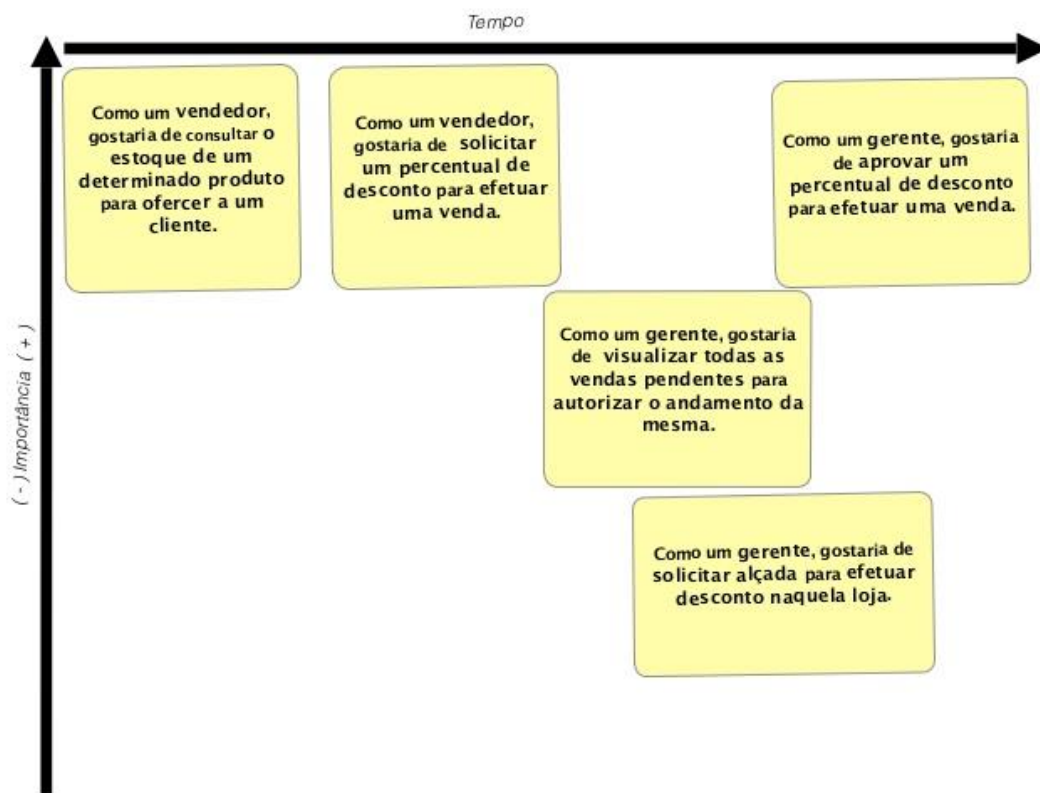 Tempo
Como um vendedor,
gostaria de consultar o
estoque de um
determinado produto
para ofercer a um
cliente.
Como um vendedor,
gostaria de solicitar
um percentual de
desconto para efetuar
uma venda.
Como um gerente, gostaria
de aprovar um
percentual de desconto
para efetuar uma venda.
Como um gerente, gostaria
de visualizar todas as
vendas pendentes para
autorizar o andamento da
mesma.
Como um gerente, gostaria de
solicitar alçada para efetuar
desconto naquela loja.
( - ) Importância ( + )